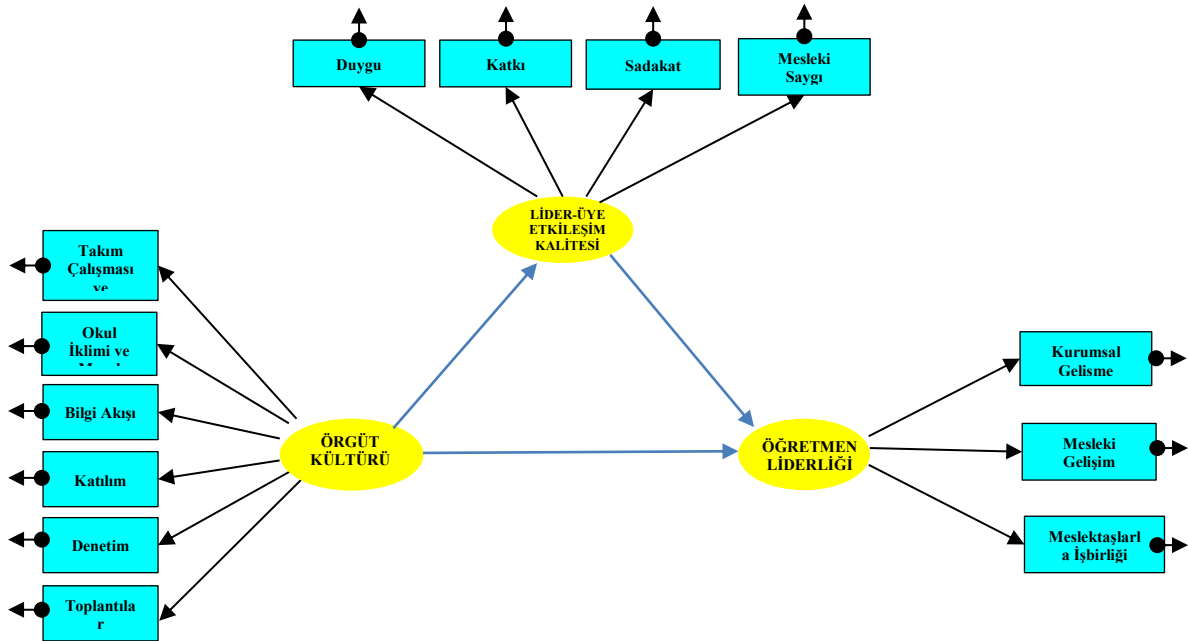 Duygu
Katkı
Sadakat
Mesleki
Saygı
LİDER-ÜYE
ETKİLEŞİM
KALİTESİ
Takım
Çalışması
ve
Okul
İklimi ve
Bilgi Akışı
Katılım
Denetim
Toplantıla
r
ÖRGÜT
KÜLTÜRÜ
ÖĞRETMEN
LİDERLİĞİ
Kurumsal
Gelisme
Mesleki
Gelişim
Meslektaşlarl
a İşbirliği